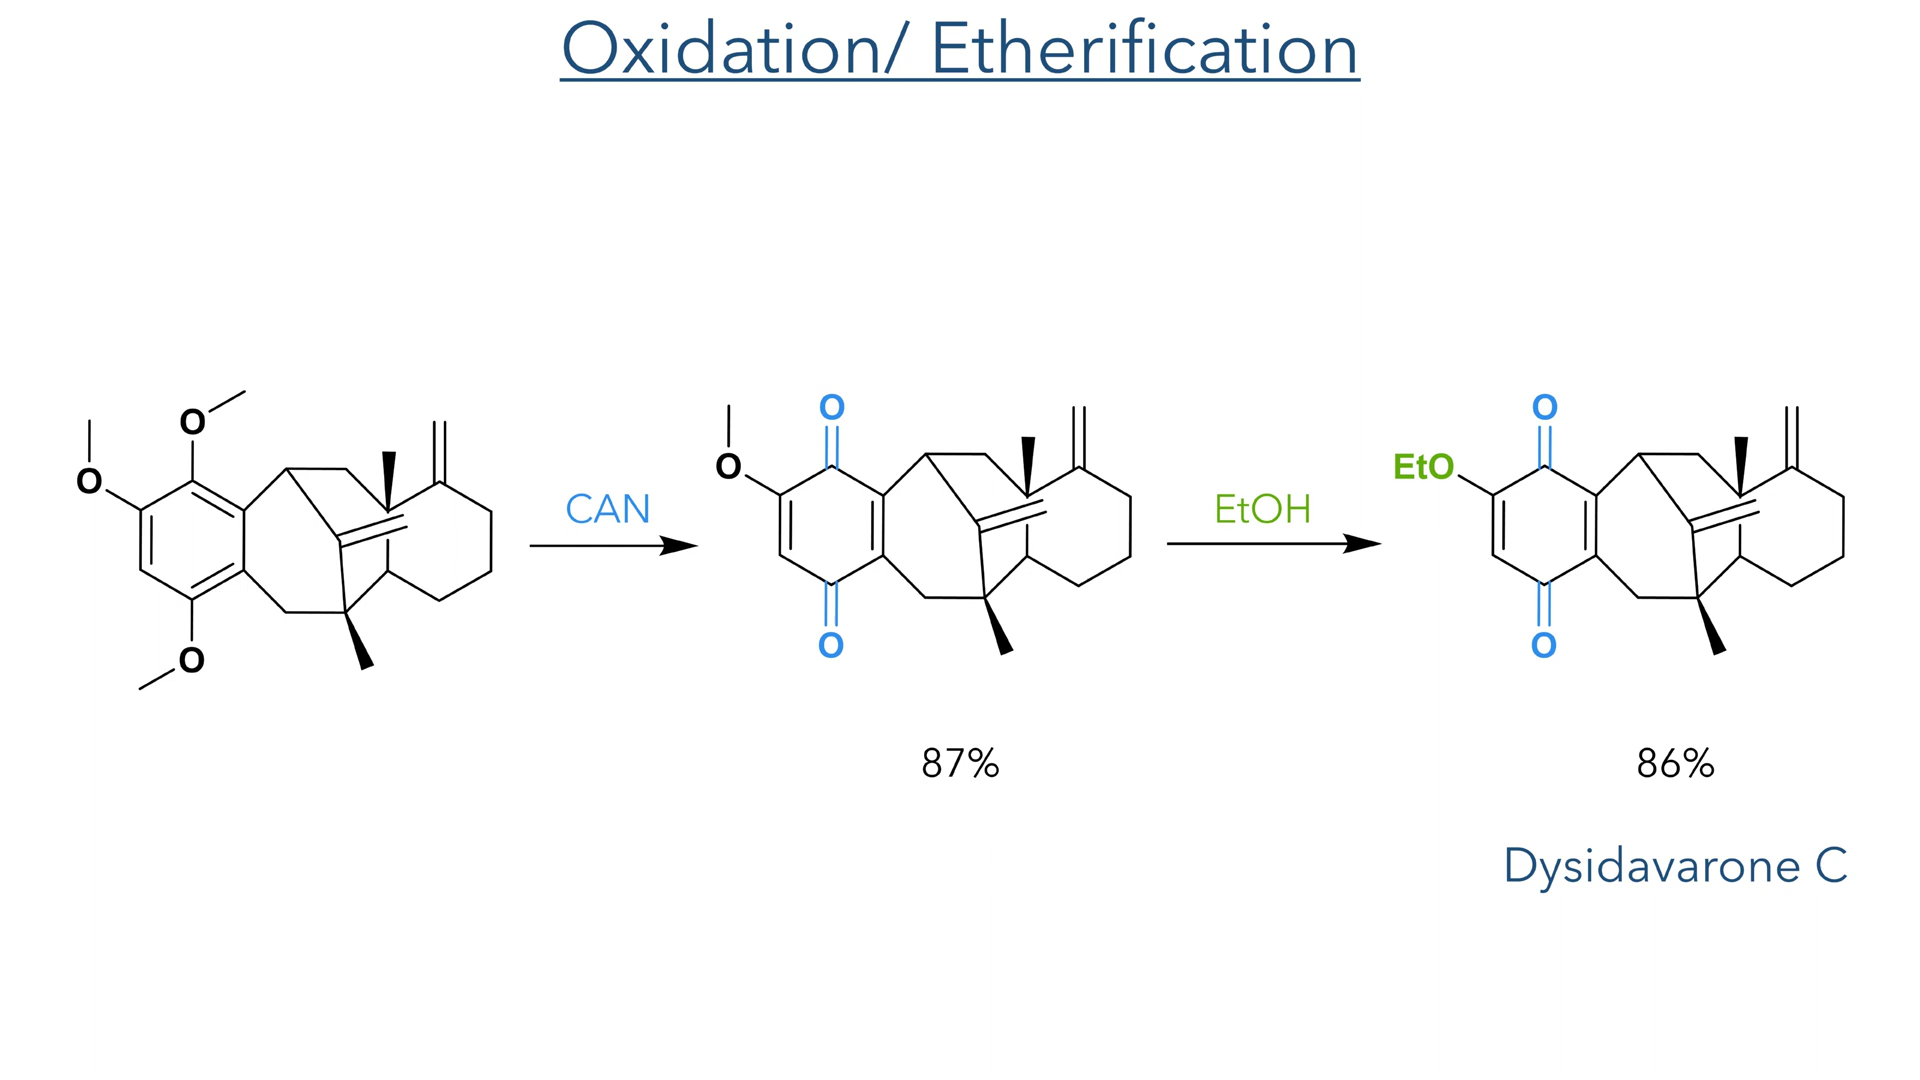 Oxidation/ Etherification
O
O
O
CAN
O
O
O
EtOH
O
EtO
O
87%
86%
Dysidavarone C